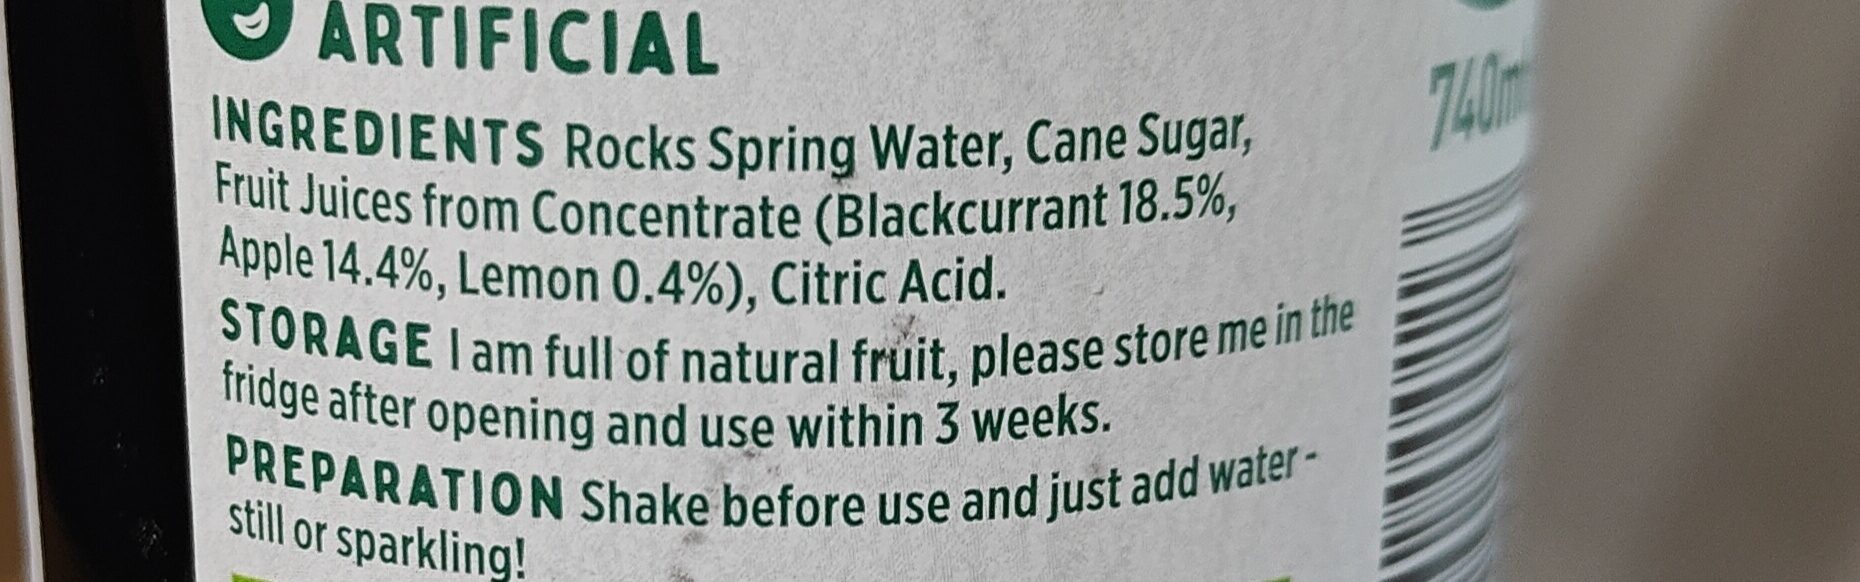 ARTIFICIAL
INGREDIENTS Rocks Spring Water, Cane Sugar,
Fruit Juices from Concentrate (Blackcurrant 18.5%,
Apple 14.4%, Lemon 0.4%), Citric Acid.
STORAGE I am full of natural fruit, please store me in the
fridge after opening and use within 3 weeks.
PREPARATION Shake before use and just add water -
still or sparkling!
740m